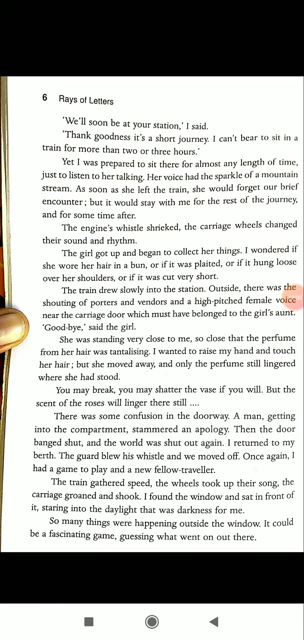 6 Rays of Letters
'We'll soon be at your station,' I said.
'Thank goodness it's a short journey. I can't bear to sit in a
train for more than two or three hours.'
Yet I was prepared to sit there for almost any length of time,
just to listen to her talking. Her voice had the sparkle of a mountain
stream. As soon as she left the train, she would forget our brief
encounter; but it would stay with me for the rest of the journey,
and for some time after.
The engine's whistle shrieked, the carriage wheels changed
their sound and rhythm.
The girl got up and began to collect her things. I wondered if
she wore her hair in a bun, or if it was plaited, or if it hung loose
over her shoulders, or if it was cut very short.
The train drew slowly into the station. Outside, there was the
shouting of porters and vendors and a high-pitched female voice
near the carriage door which must have belonged to the girl's aunt.
'Good-bye,' said the girl.
She was standing very close to me, so close that the perfume
from her hair was tantalising. I wanted to raise my hand and touch
her hair; but she moved away, and only the perfume still lingered
where she had stood.
You may break, you may shatter the vase if you will. But the
scent of the roses will linger there still ....
There was some confusion in the doorway. A man, getting
into the compartment, stammered an apology. Then the door
banged shut, and the world was shut out again. I returned to my
berth. The guard blew his whistle and we moved off. Once again, I
had a game to play and a new fellow-traveller.
The train gathered speed, the wheels took up their song, the
carriage groaned and shook. I found the window and sat in front of
it, staring into the daylight that was darkness for me.
So many things were happening outside the window. It could
be a fascinating game, guessing what went on out there.